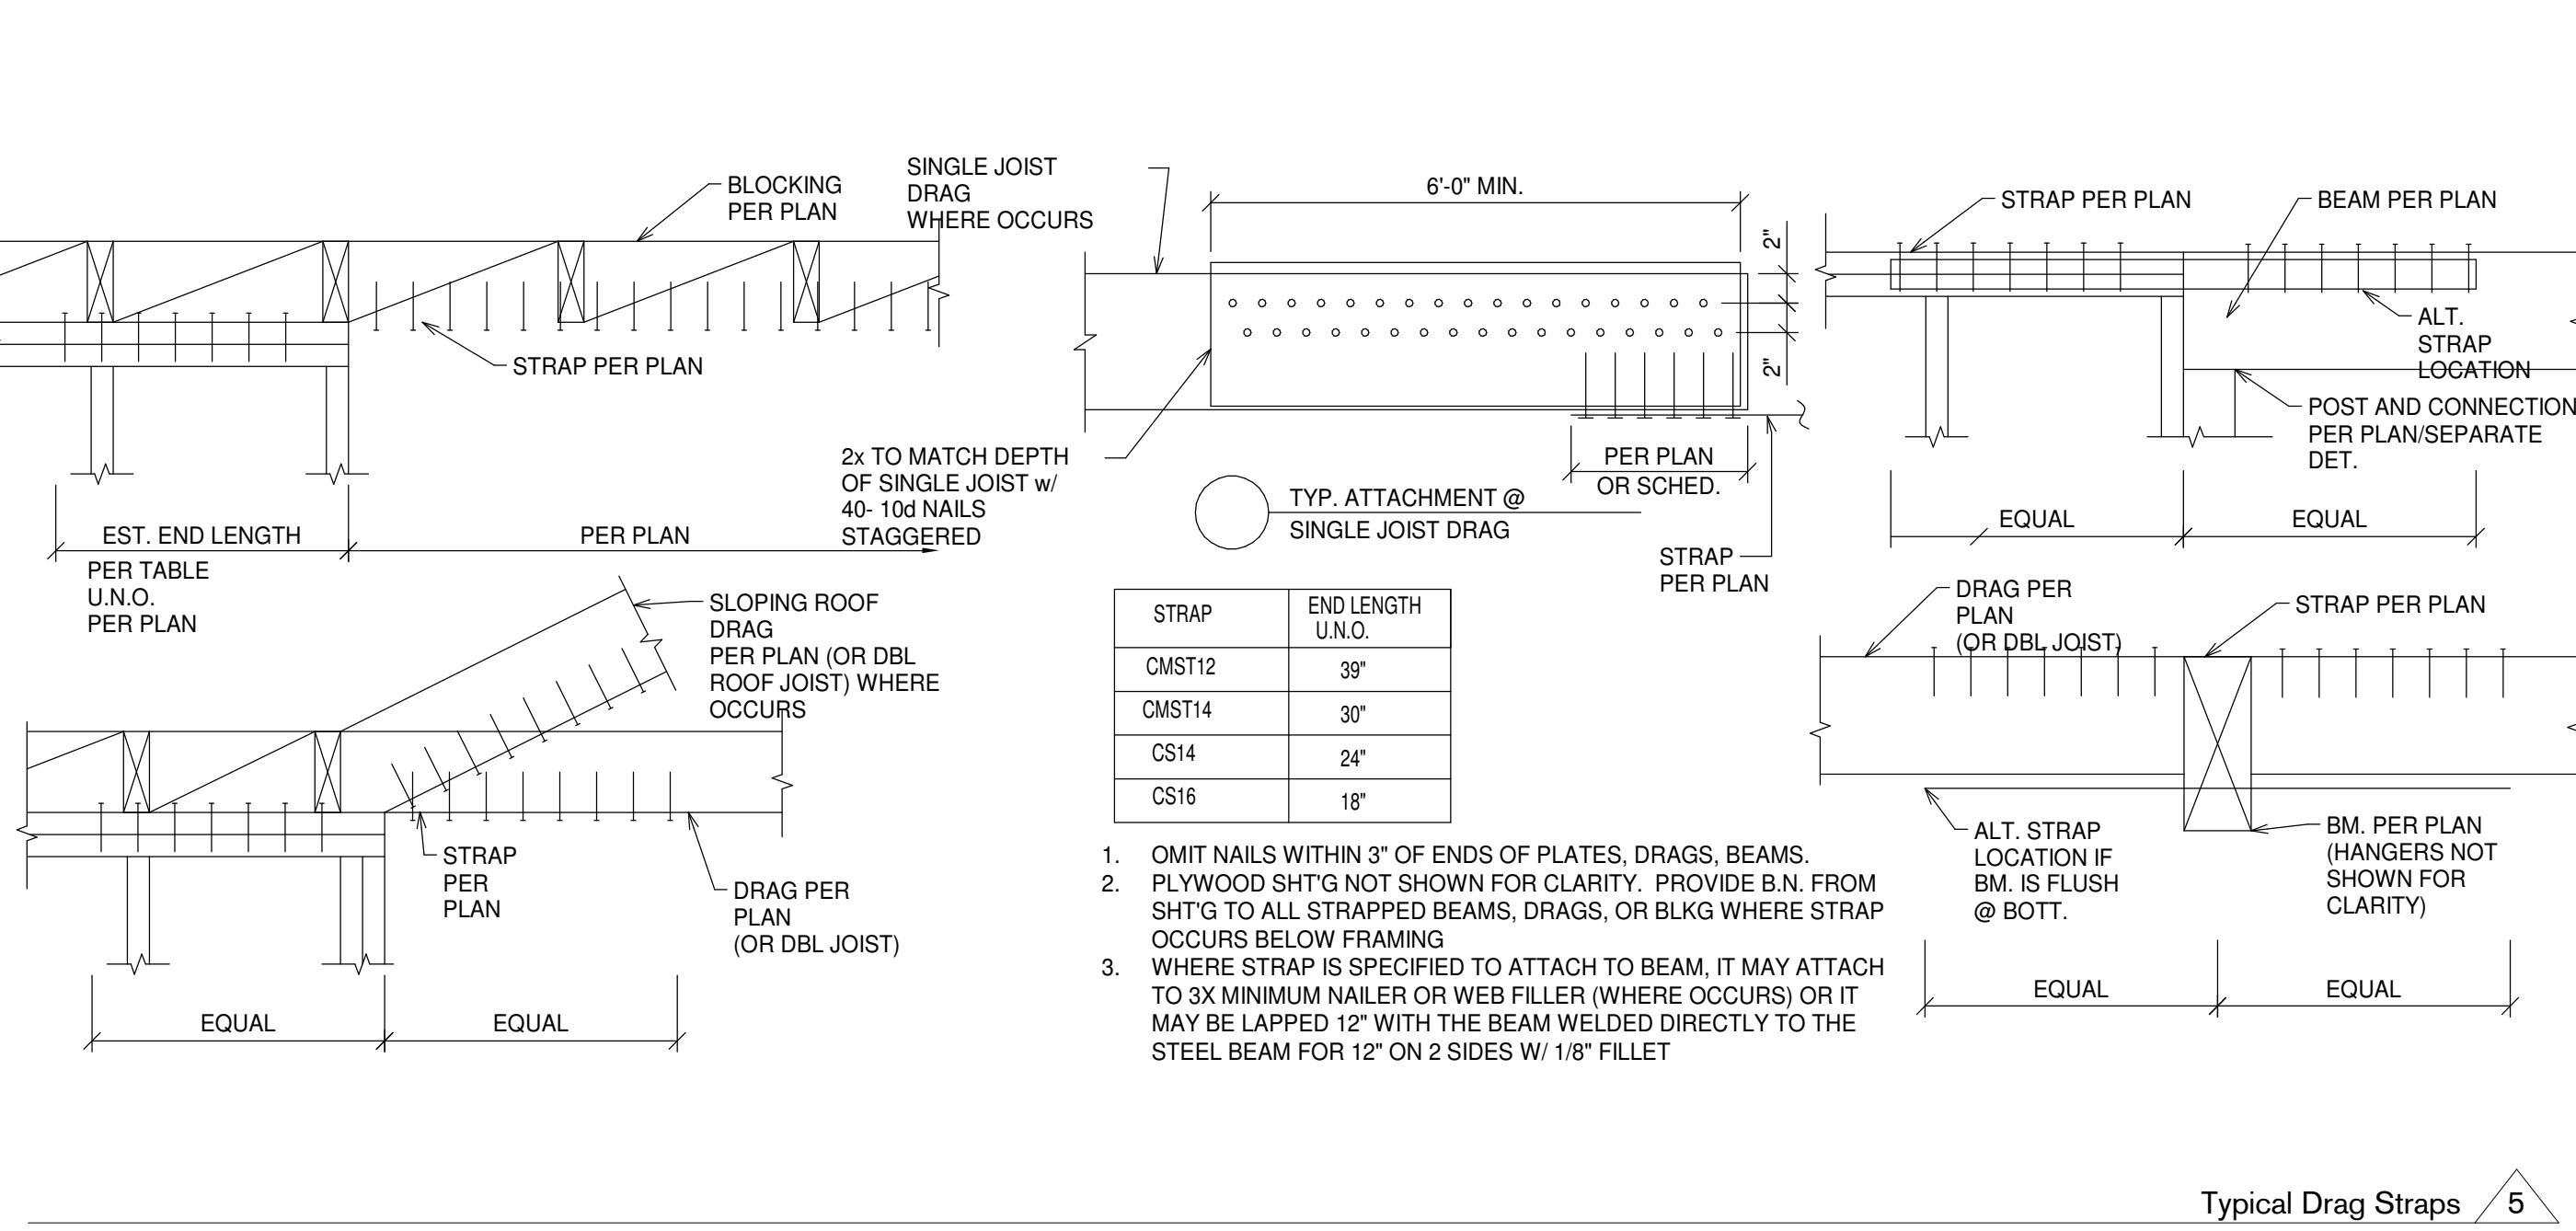 BLOCKING
PER PLAN
STRAP PER PLAN
EST. END LENGTH
PER TABLE
U.N.O.
PER PLAN
PER PLAN
SINGLE JOIST
DRAG
WHERE OCCURS
6'-0" MIN.
2"
2"
2x TO MATCH DEPTH
OF SINGLE JOIST w/
40- 10d NAILS
STAGGERED
PER PLAN
OR SCHED.
TYP. ATTACHMENT @
SINGLE JOIST DRAG
STRAP
PER PLAN
STRAP PER PLAN
BEAM PER PLAN
ALT.
STRAP
LOCATION
POST AND CONNECTION
PER PLAN/SEPARATE
DET.
EQUAL
EQUAL
SLOPING ROOF
DRAG
PER PLAN (OR DBL
ROOF JOIST) WHERE
OCCURS
STRAP
PER
PLAN
DRAG PER
PLAN
(OR DBL JOIST)
EQUAL
EQUAL
STRAP
END LENGTH
U.N.O.
CMST12
39"
CMST14
30"
CS14
24"
CS16
18"
1. OMIT NAILS WITHIN 3" OF ENDS OF PLATES, DRAGS, BEAMS.
2. PLYWOOD SHT'G NOT SHOWN FOR CLARITY. PROVIDE B.N. FROM
SHT'G TO ALL STRAPPED BEAMS, DRAGS, OR BLKG WHERE STRAP
OCCURS BELOW FRAMING
3. WHERE STRAP IS SPECIFIED TO ATTACH TO BEAM, IT MAY ATTACH
TO 3X MINIMUM NAILER OR WEB FILLER (WHERE OCCURS) OR IT
MAY BE LAPPED 12" WITH THE BEAM WELDED DIRECTLY TO THE
STEEL BEAM FOR 12" ON 2 SIDES W/ 1/8" FILLET
DRAG PER
PLAN
(OR DBL JOIST)
STRAP PER PLAN
ALT. STRAP
LOCATION IF
BM. IS FLUSH
@ BOTT.
BM. PER PLAN
(HANGERS NOT
SHOWN FOR
CLARITY)
EQUAL
EQUAL
Typical Drag Straps
5